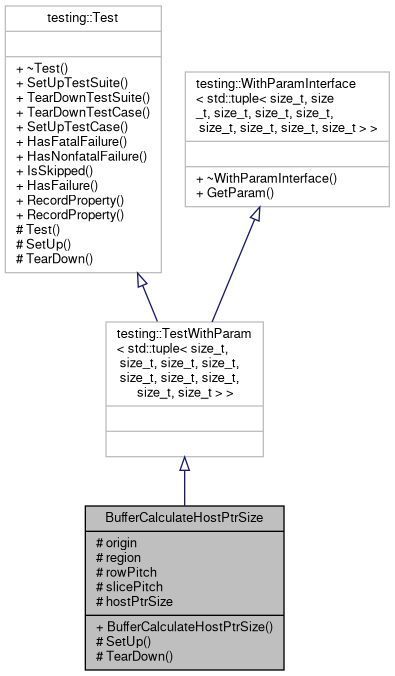 testing::Test
+ ~Test()
+ SetUpTestSuite()
+ TearDownTestSuite()
+ TearDownTestCase()
+ SetUpTestCase()
+ HasFatalFailure()
+ HasNonfatalFailure()
+ IsSkipped()
+ HasFailure()
+ RecordProperty()
+ RecordProperty()
# Test()
# SetUp()
# TearDown()
testing::WithParamInterface
< std::tuple< size_t, size
_t, size_t, size_t, size_t,
size_t, size_t, size_t, size_t > >
+ ~WithParamInterface()
+ GetParam()
testing::TestWithParam
< std::tuple< size_t,
size_t, size_t, size_t,
size_t, size_t, size_t,
size_t, size_t > >
BufferCalculateHostPtrSize
# origin
# region
# rowPitch
# slicePitch
# hostPtrSize
+ BufferCalculateHostPtrSize()
# SetUp()
# TearDown()